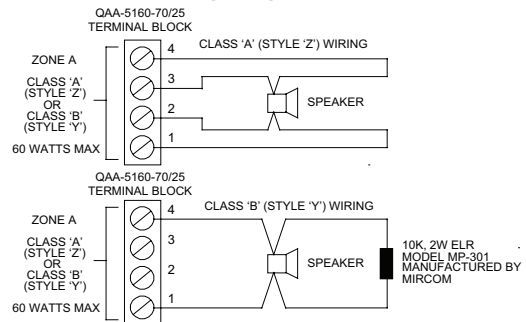 QAA-5160-70/25
TERMINAL BLOCK
4
CLASS ‘A’ (STYLE ‘Z’) WIRING
ZONE A
3
CLASS ‘A’
(STYLE ‘Z’)
OR
CLASS ‘B’
(STYLE ‘Y’)
SPEAKER
2
60 WATTS MAX
1
QAA-5160-70/25
TERMINAL BLOCK
4
CLASS ‘B’ (STYLE ‘Y’) WIRING
ZONE A
3
CLASS ‘A’
(STYLE ‘Z’)
OR
CLASS ‘B’
(STYLE ‘Y’)
SPEAKER
10K, 2W ELR
MODEL MP-301
MANUFACTURED BY
MIRCOM
2
60 WATTS MAX
1